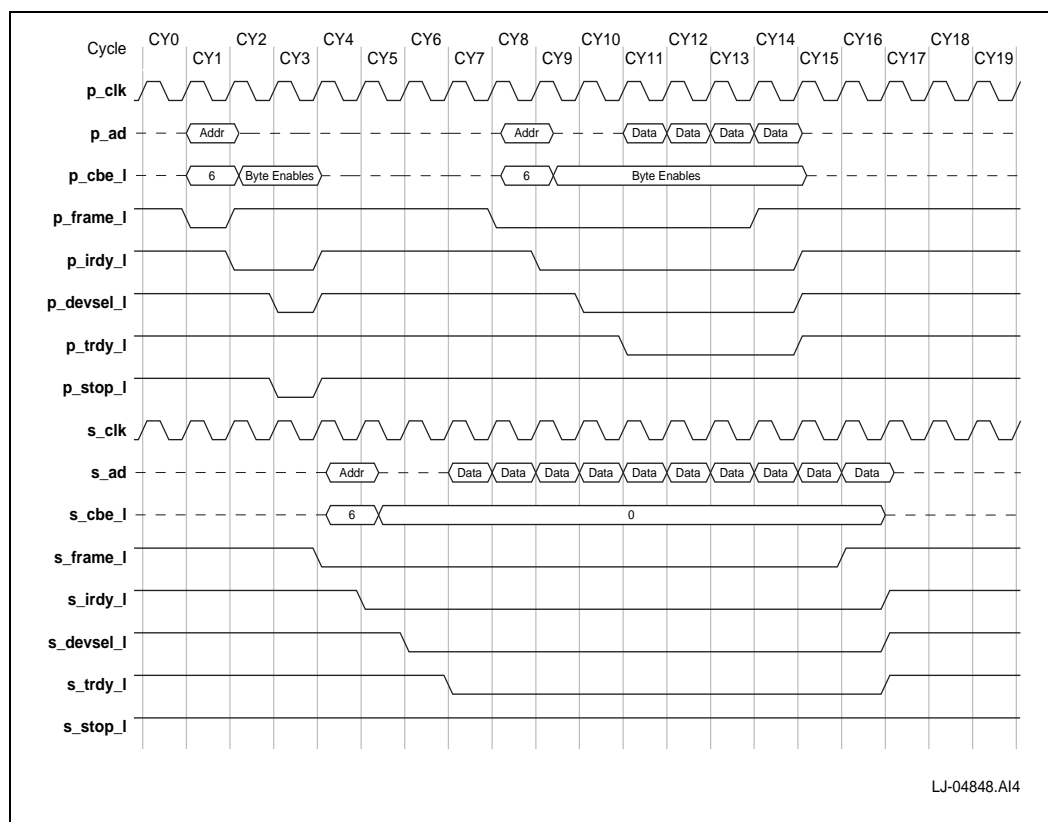 CY0 CY2 CY4 CY6 CY8 CY10 CY12 CY14 CY16 CY18
Cycle
CY1 CY3 CY5 CY7 CY9 CY11 CY13 CY15 CY17 CY19
p_clk
p_ad Addr Addr Data Data Data Data
p_cbe_l 6 Byte Enables 6 Byte Enables
p_frame_l
p_irdy_l
p_devsel_l
p_trdy_l
p_stop_l
s_clk
s_ad Addr Data Data Data Data Data Data Data Data Data Data
s_cbe_l 6 0
s_frame_l
s_irdy_l
s_devsel_l
s_trdy_l
s_stop_l
LJ-04848.AI4